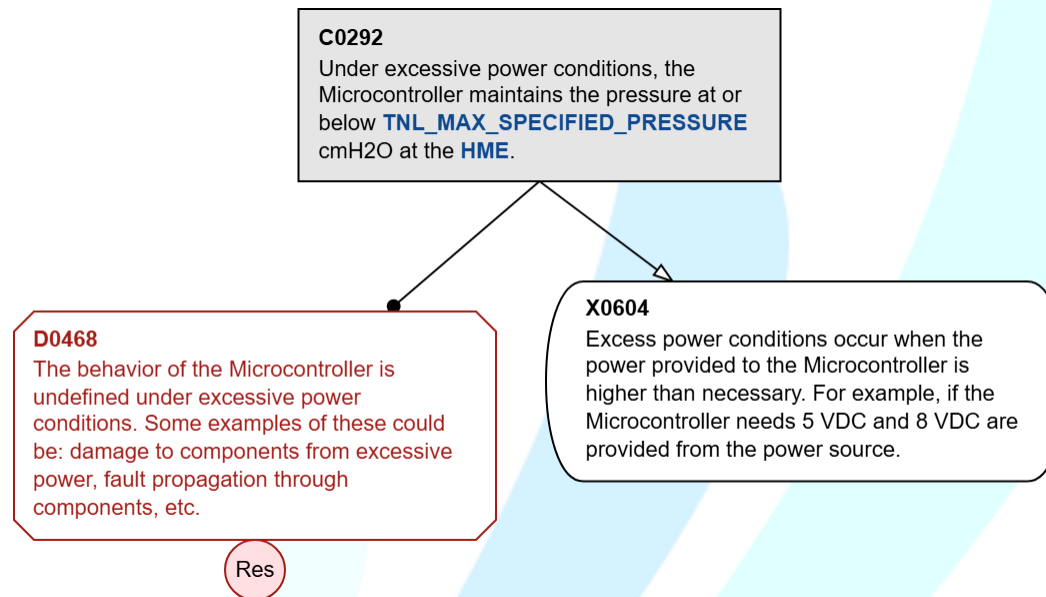 C0292
Under excessive power conditions, the
Microcontroller maintains the pressure at or
below TNL_MAX_SPECIFIED_PRESSURE
cmH2O at the HME.
D0468
The behavior of the Microcontroller is
undefined under excessive power
conditions. Some examples of these could
be: damage to components from excessive
power, fault propagation through
components, etc.
Res
X0604
Excess power conditions occur when the
power provided to the Microcontroller is
higher than necessary. For example, if the
Microcontroller needs 5 VDC and 8 VDC are
provided from the power source.